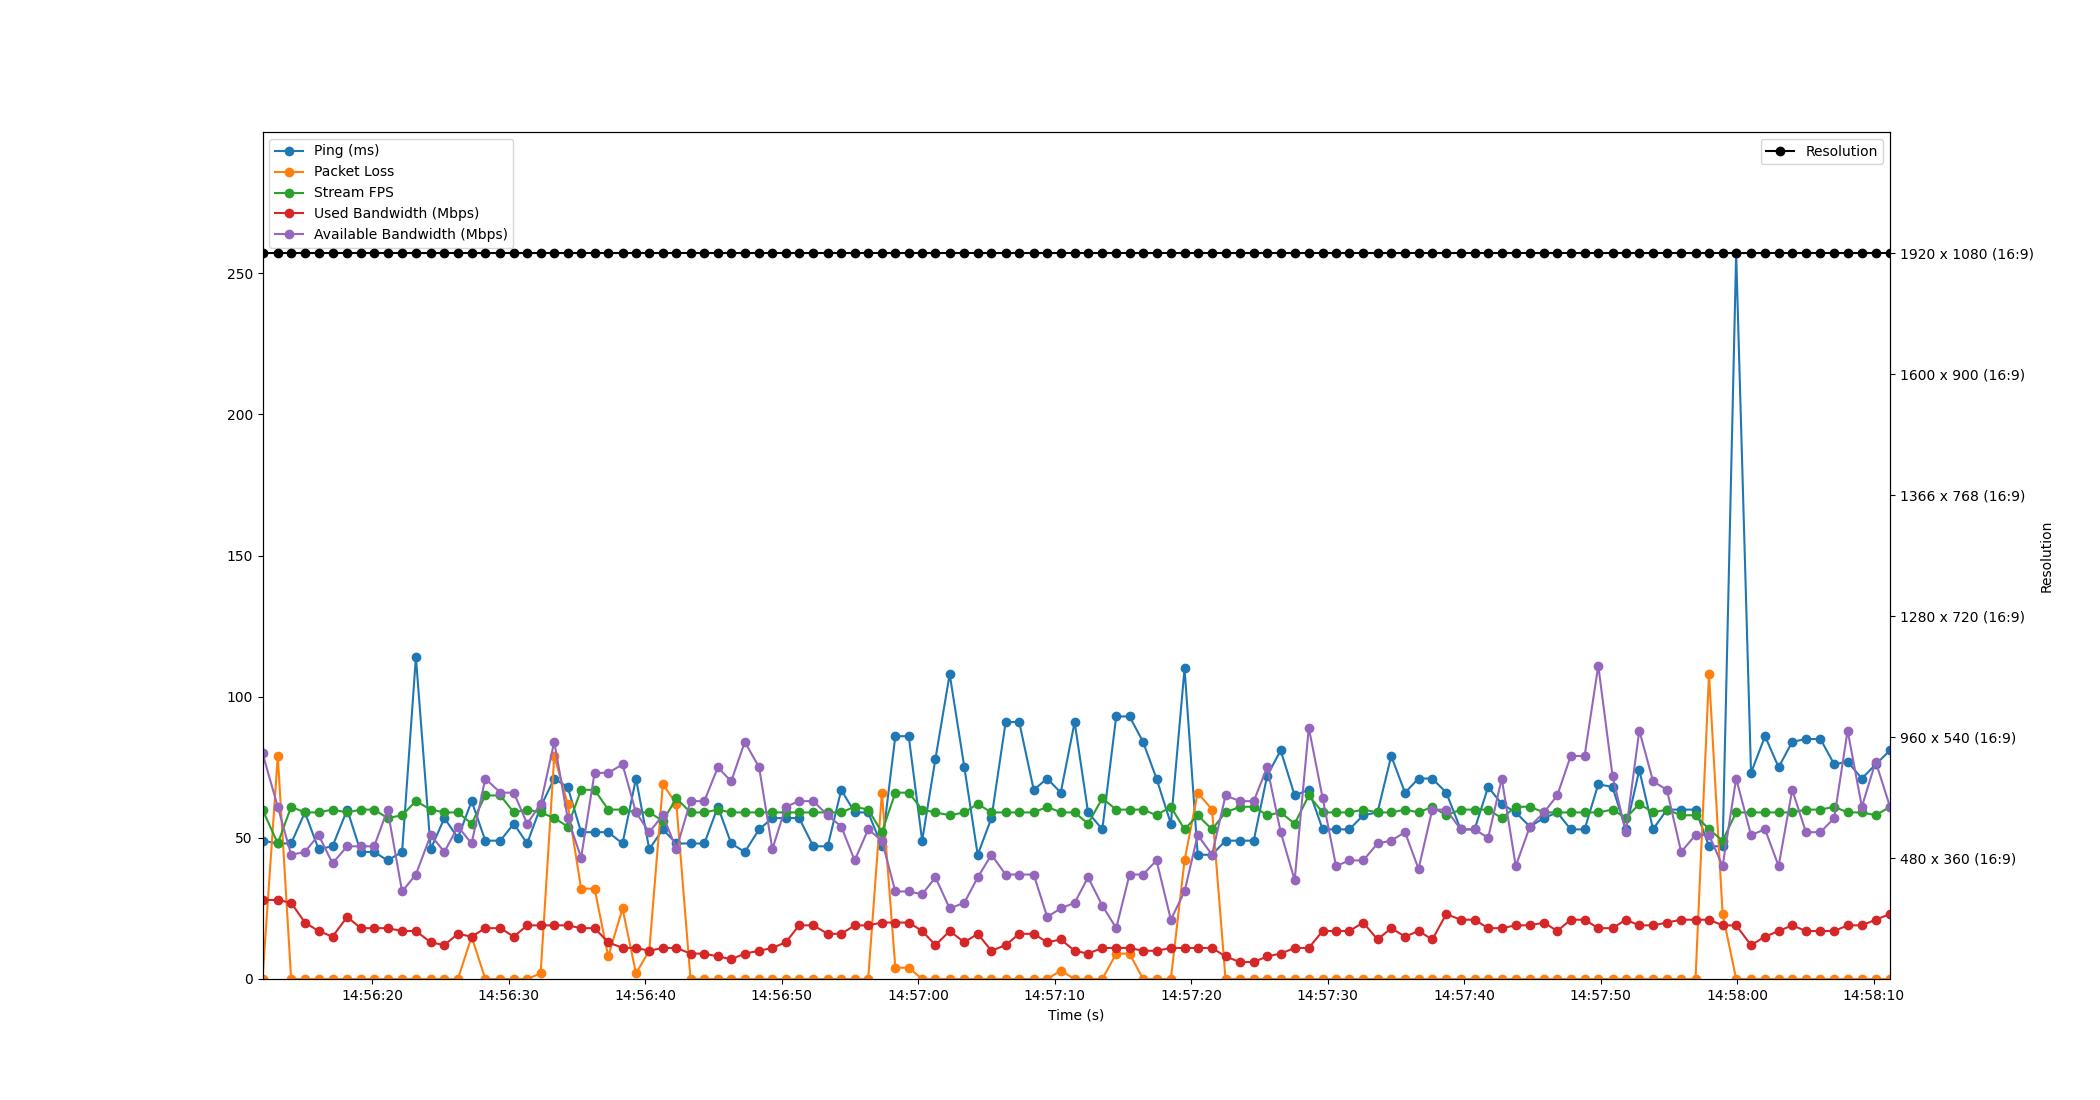 Ping (ms)
Packet Loss
Stream FPS
Used Bandwidth (Mbps)
Available Bandwidth (Mbps)
Resolution
250
200
150
100
50
0
1920 x 1080 (16:9)
1600 x 900 (16:9)
1366 x 768 (16:9)
1280 x 720 (16:9)
960 x 540 (16:9)
480 x 360 (16:9)
Resolution
14:56:20 14:56:30 14:56:40 14:56:50 14:57:00 14:57:10 14:57:20 14:57:30 14:57:40 14:57:50 14:58:00 14:58:10
Time (s)